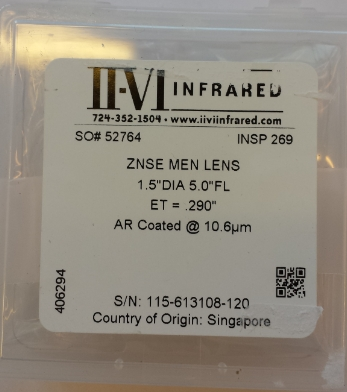 II-VI INFRARED
724-352-1504 • www.iiviinfrared.com
SO# 52764 INSP 269
ZNSE MEN LENS
1.5"DIA 5.0"FL
ET = .290"
AR Coated @ 10.6µm
406294
S/N: 115-613108-120
Country of Origin: Singapore